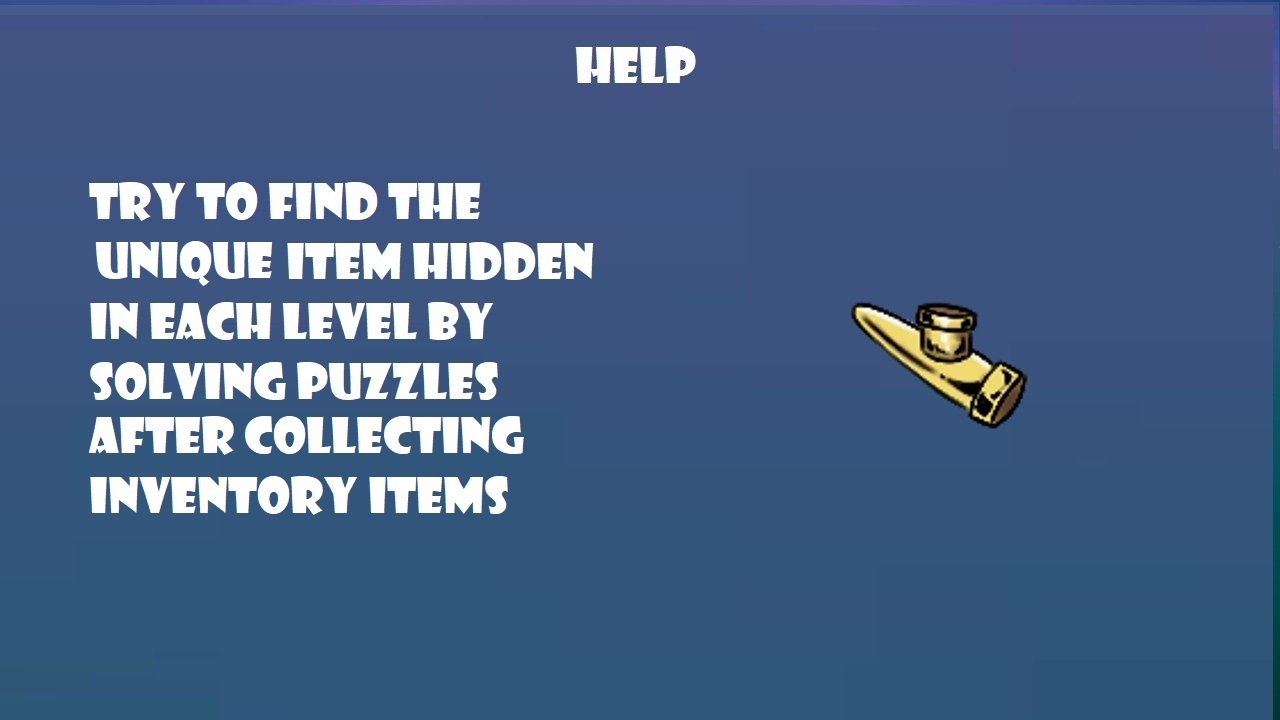 HELP
TRY TO FIND THE
UNIQUE ITEM HIDDEN
IN EACH LEVEL BY
SOLVING PUZZLES
AFTER COLLECTING
INVENTORY ITEMS